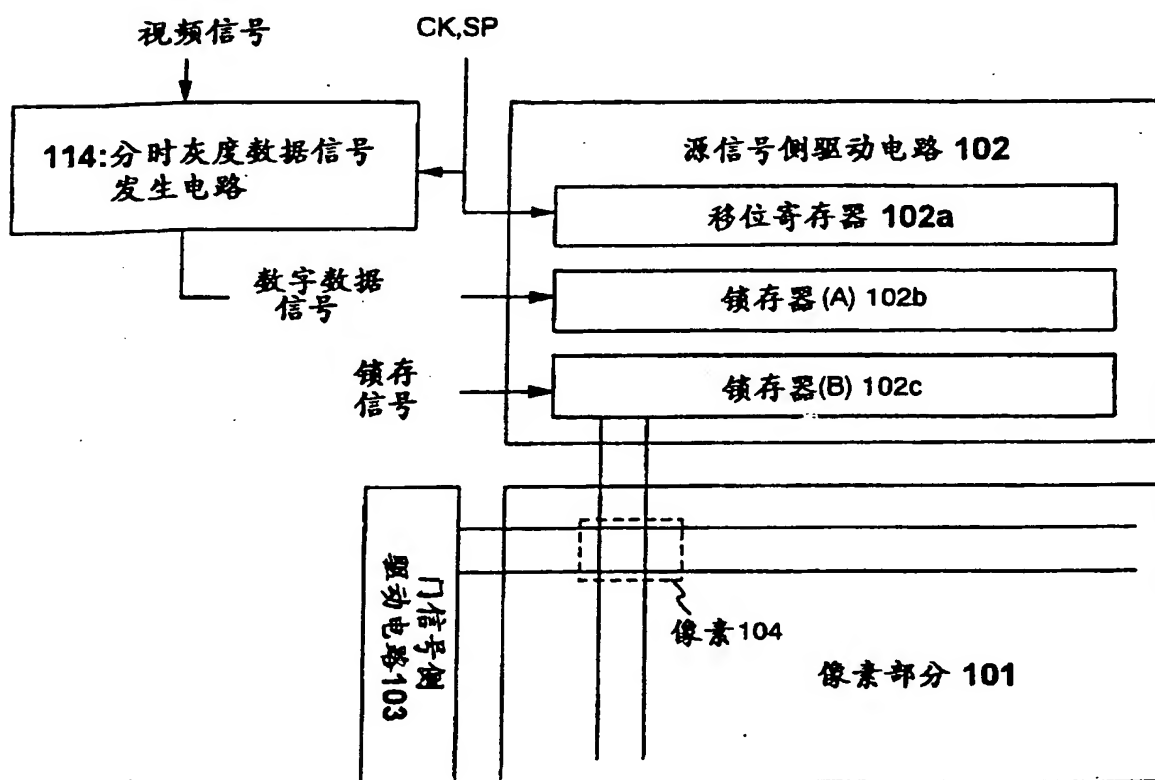 视频信号
CK,SP
114:分时灰度数据信号
发生电路
源信号侧驱动电路 102
移位寄存器 102a
数字数据
信号
锁存器(A) 102b
锁存
信号
锁存器(B) 102c
门信号侧
驱动电路103
像素104
像素部分 101